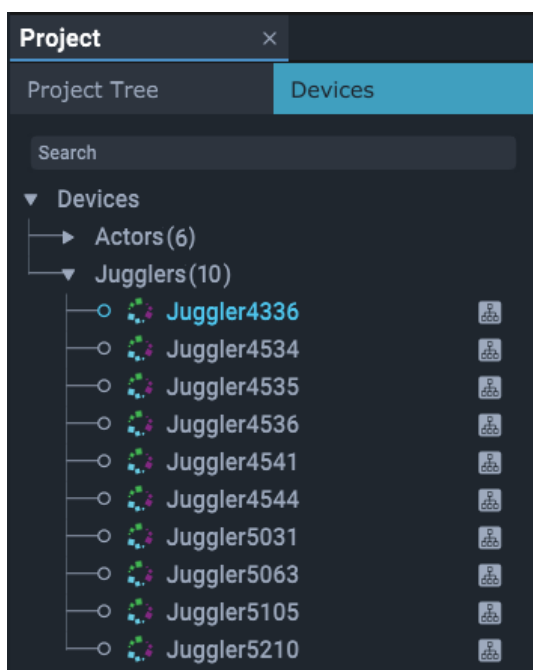 Project
Project Tree Devices
Search
Devices
Actors(6)
Jugglers(10)
Juggler4336
Juggler4534
Juggler4535
Juggler4536
Juggler4541
Juggler4544
Juggler5031
Juggler5063
Juggler5105
Juggler5210